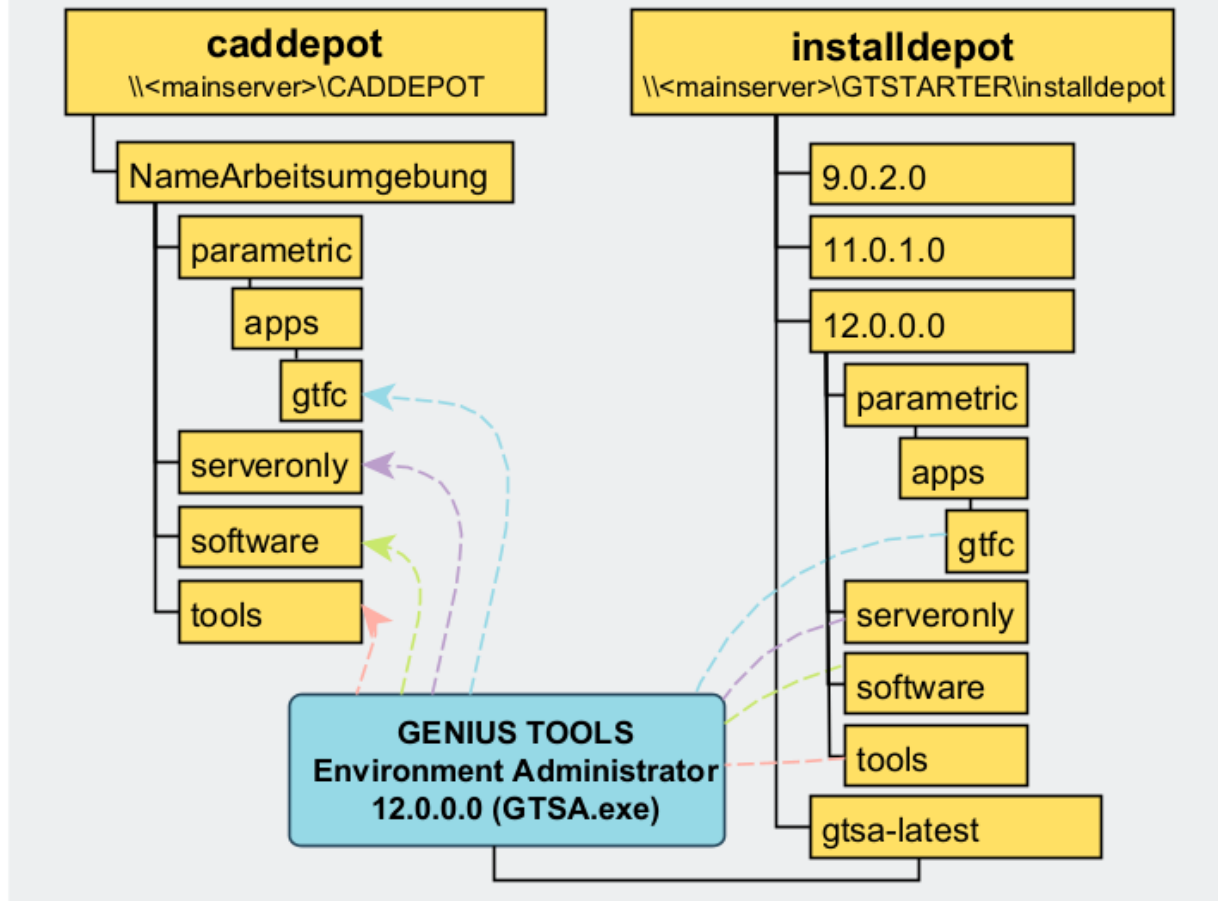 caddepot
\\<mainserver>\CADDEPOT
NameArbeitsumgebung
parametric
apps
gtfc
serveronly
software
tools
installdepot
\\<mainserver>\GTSTARTER\installdepot
9.0.2.0
11.0.1.0
12.0.0.0
parametric
apps
gtfc
serveronly
software
tools
gtsa-latest
GENIUS TOOLS
Environment Administrator
12.0.0.0 (GTSA.exe)